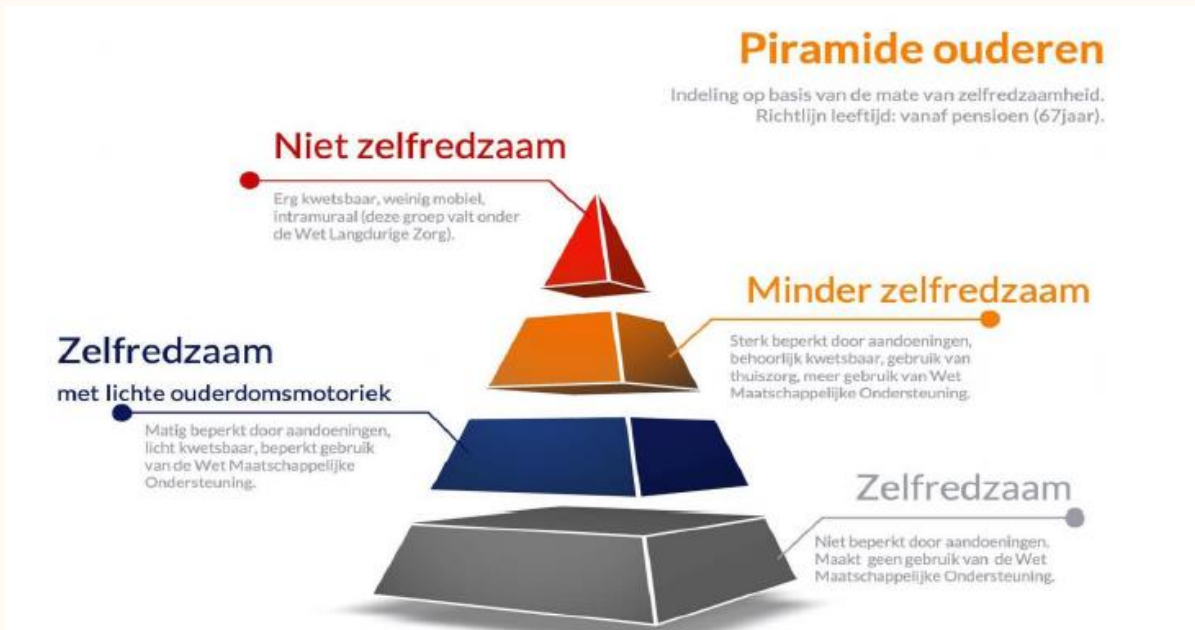 Piramide ouderen
Indeling op basis van de mate van zelfredzaamheid.
Richtlijn leeftijd: vanaf pensioen (67jaar).
Niet zelfredzaam
Erg kwetsbaar, weinig mobiel,
intramuraal (deze groep valt onder
de Wet Langdurige Zorg).
Minder zelfredzaam
Sterk beperkt door aandoeningen,
behoorlijk kwetsbaar, gebruik van
thuiszorg, meer gebruik van Wet
Maatschappelijke Ondersteuning.
Zelfredzaam
met lichte ouderdomsmotoriek
Matig beperkt door aandoeningen,
licht kwetsbaar, beperkt gebruik
van de Wet Maatschappelijke
Ondersteuning.
Zelfredzaam
Niet beperkt door aandoeningen.
Maakt geen gebruik van de Wet
Maatschappelijke Ondersteuning.